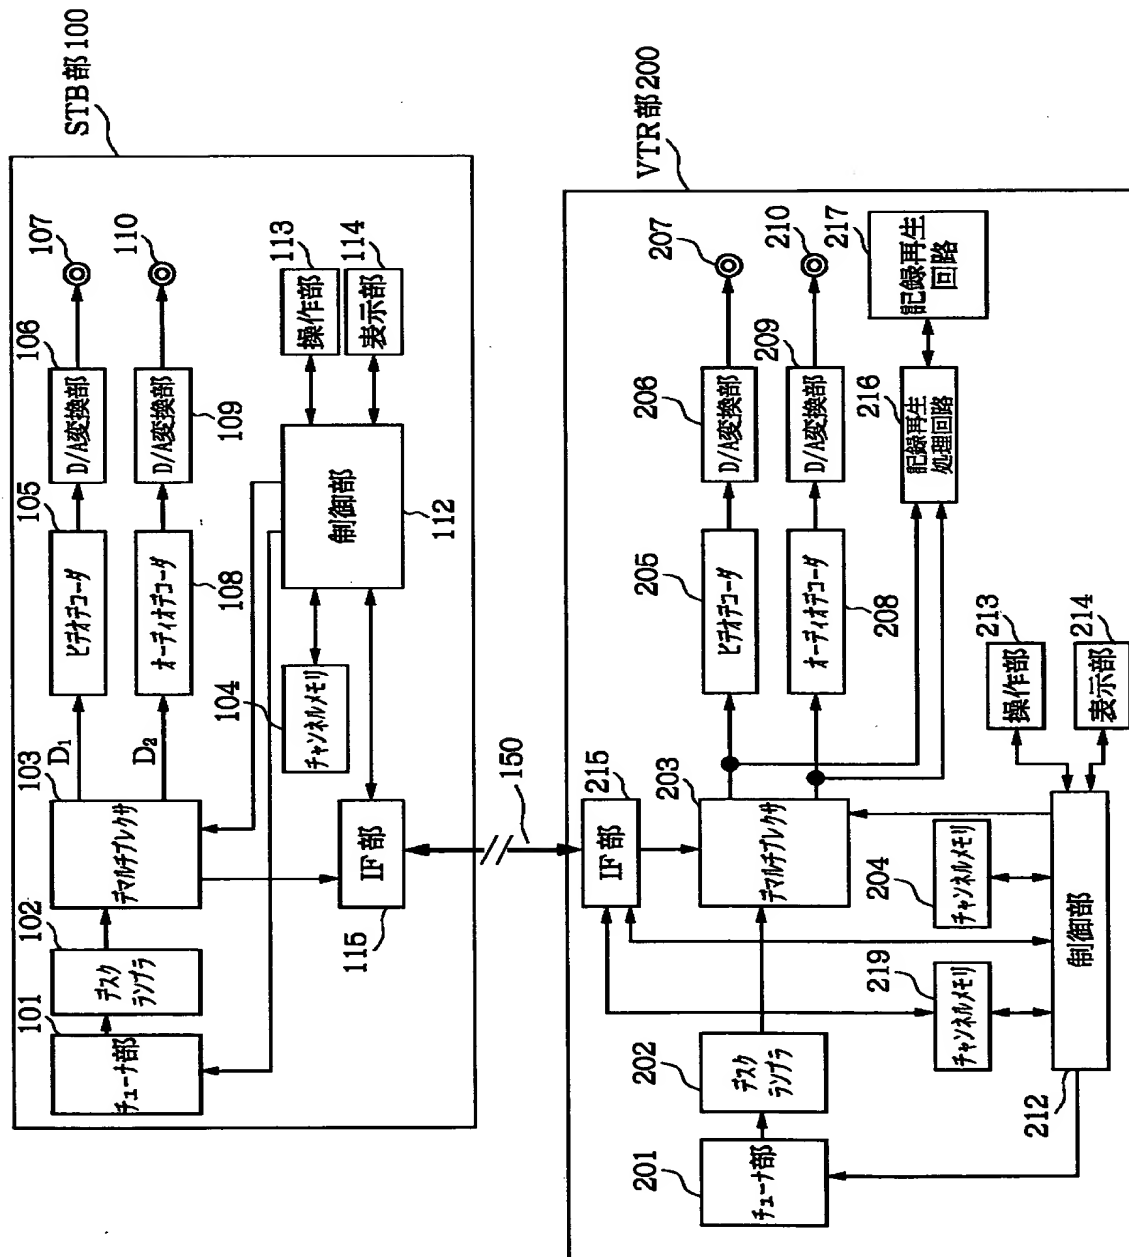 STB部100
101
チューナ部
102
デスク
ランブラ
103
デマルチプレクサ
D1
D2
105
ビデオデコーダ
106
D/A変換部
107
オーディオデコーダ
108
D/A変換部
109
110
104
チャンネルメモリ
制御部
112
操作部
113
表示部
114
IF部
115
150
VTR部200
201
チューナ部
202
デスク
ランブラ
IF部
215
203
デマルチプレクサ
205
ビデオデコーダ
206
D/A変換部
207
オーディオデコーダ
208
D/A変換部
209
210
216
記録再生
処理回路
217
記録再生
回路
219
チャンネルメモリ
204
チャンネルメモリ
制御部
212
213
操作部
214
表示部